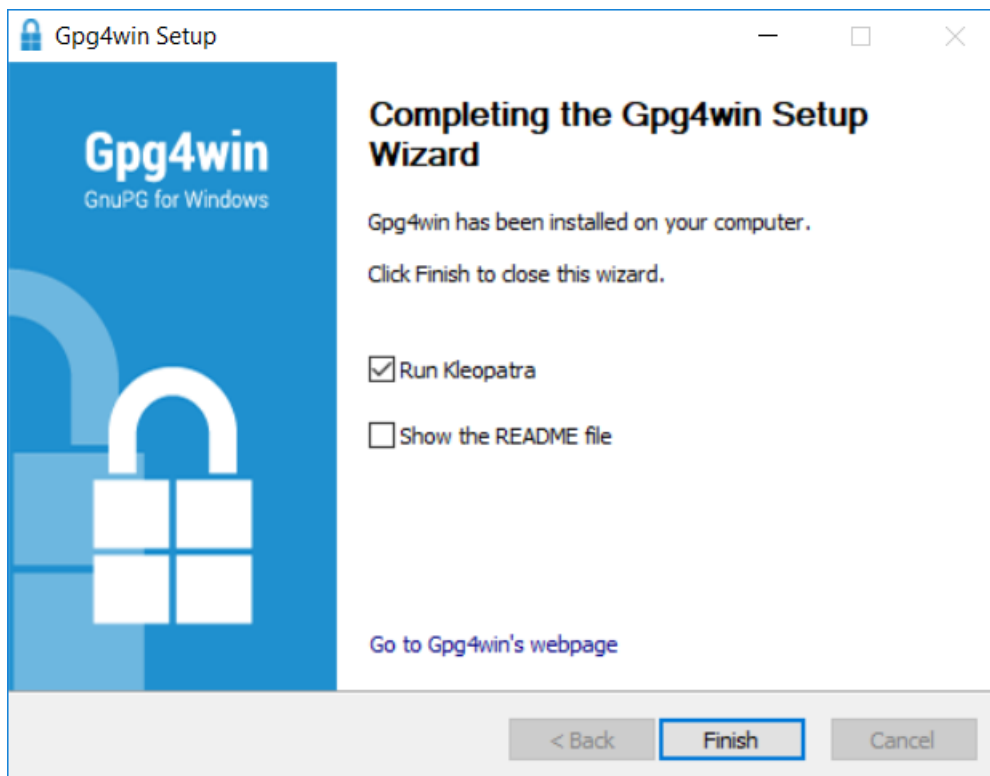 Gpg4win Setup
Gpg4win
GnuPG for Windows
Completing the Gpg4win Setup
Wizard
Gpg4win has been installed on your computer.
Click Finish to close this wizard.
Run Kleopatra
Show the README file
Go to Gpg4win's webpage
< Back
Finish
Cancel